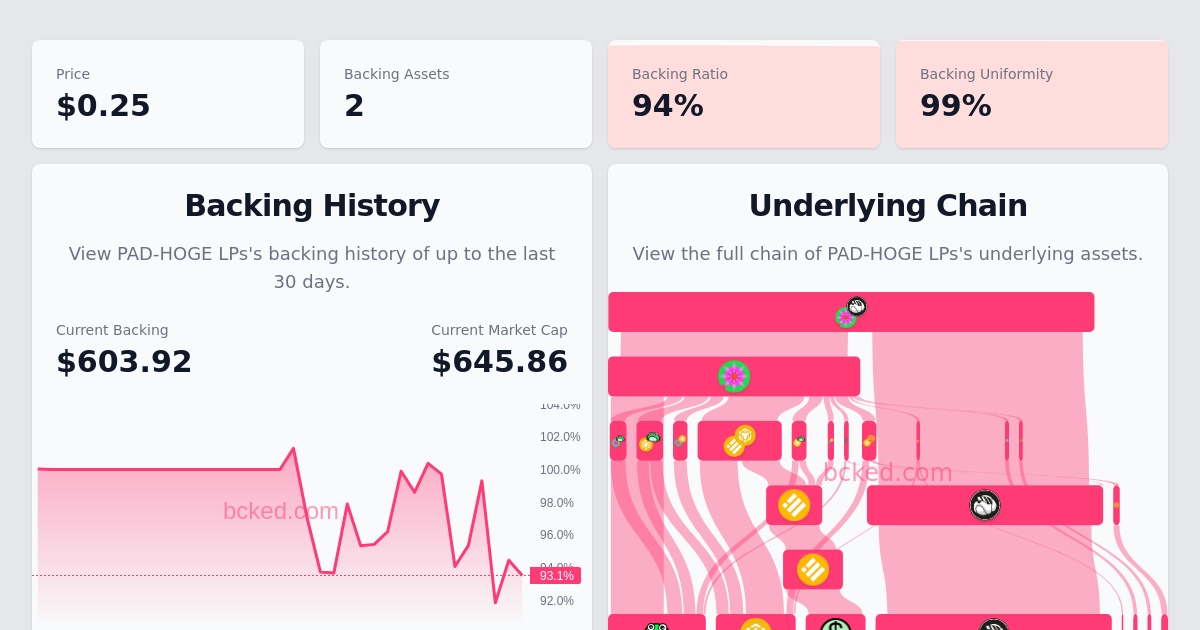 Price
$0.25
Backing Assets
2
Backing Ratio
94%
Backing Uniformity
99%
Backing History
View PAD-HOGE LPs's backing history of up to the last
30 days.
Current Backing
$603.92
Current Market Cap
$645.86
104.0%
102.0%
100.0%
98.0%
96.0%
94.0%
93.1%
92.0%
bcked.com
Underlying Chain
View the full chain of PAD-HOGE LPs's underlying assets.
bcked.com